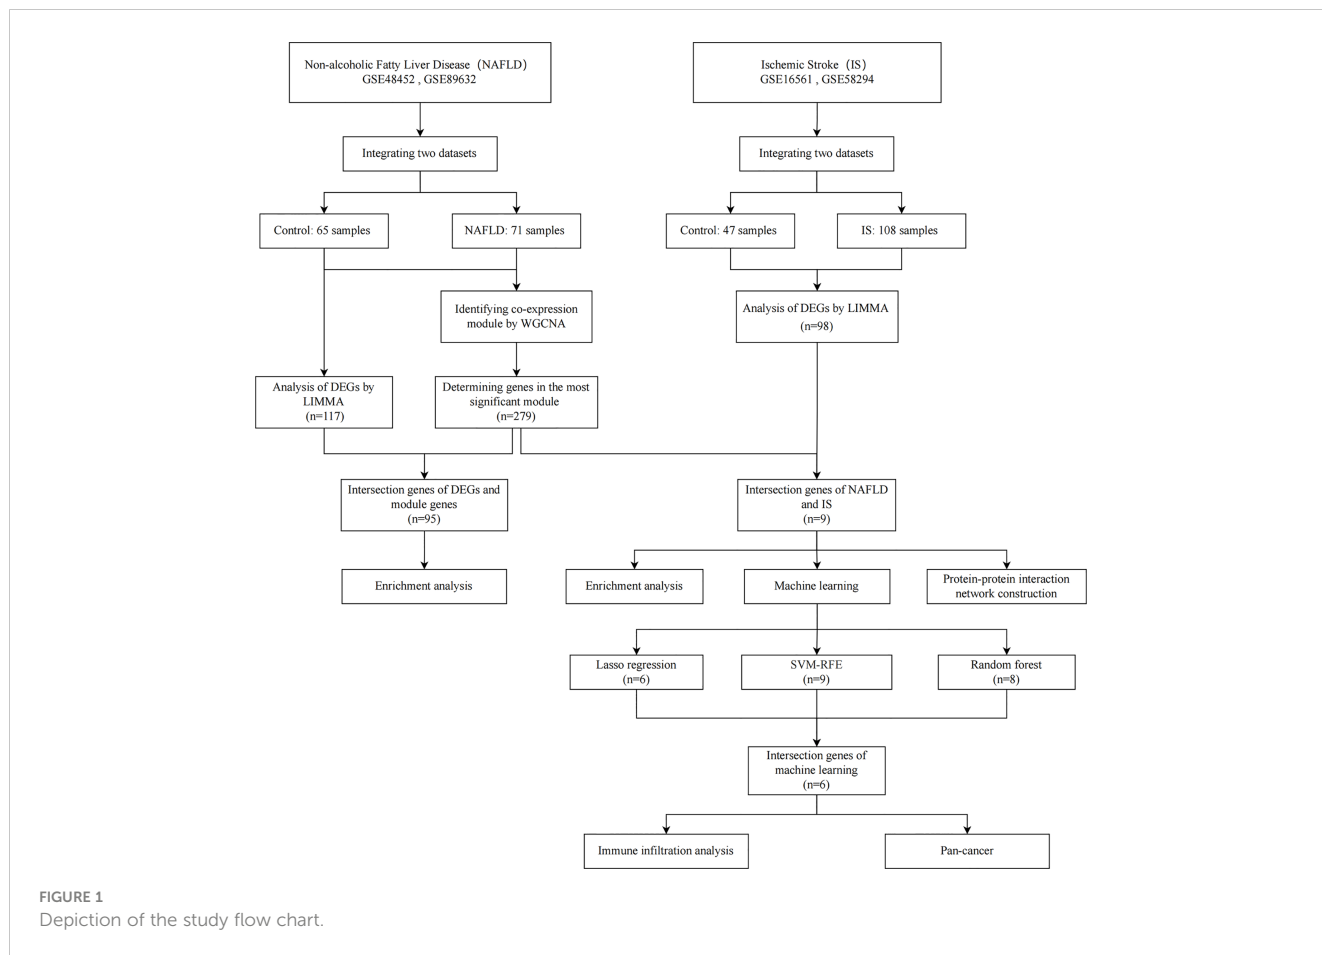 Non-alcoholic Fatty Liver Disease（NAFLD）
GSE48452 , GSE89632
Ischemic Stroke（IS）
GSE16561 , GSE58294
Integrating two datasets
Integrating two datasets
Control: 65 samples
NAFLD: 71 samples
Control: 47 samples
IS: 108 samples
Identifying co-expression
module by WGCNA
Analysis of DEGs by LIMMA
(n=98)
Analysis of DEGs by
LIMMA
(n=117)
Determining genes in the most
significant module
(n=279)
Intersection genes of DEGs and
module genes
(n=95)
Intersection genes of NAFLD
and IS
(n=9)
Enrichment analysis
Enrichment analysis
Machine learning
Protein-protein interaction
network construction
Lasso regression
(n=6)
SVM-RFE
(n=9)
Random forest
(n=8)
Intersection genes of
machine learning
(n=6)
Immune infiltration analysis
Pan-cancer
FIGURE 1
Depiction of the study flow chart.